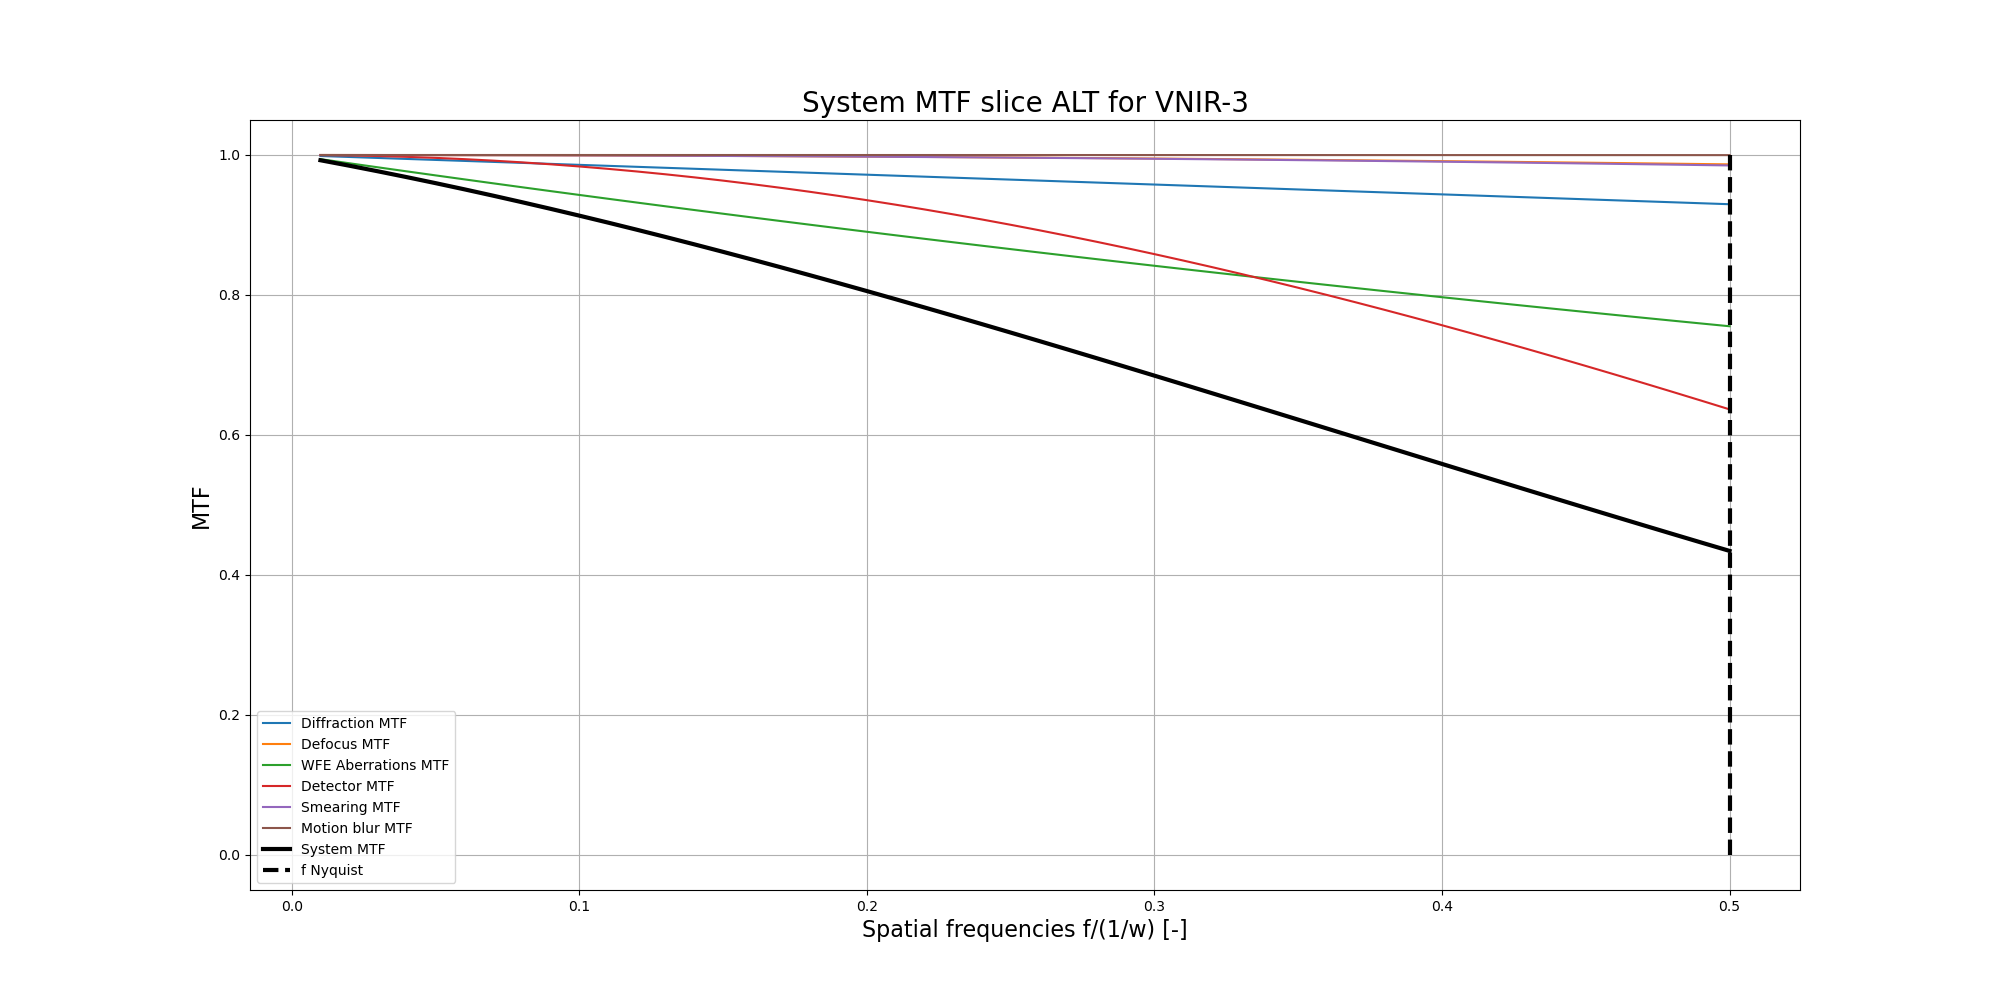 System MTF slice ALT for VNIR-3
MTF
1.0
0.8
0.6
0.4
0.2
0.0
Diffraction MTF
Defocus MTF
WFE Aberrations MTF
Detector MTF
Smearing MTF
Motion blur MTF
System MTF
f Nyquist
0.0 0.1 0.2 0.3 0.4 0.5
Spatial frequencies f/(1/w) [-]